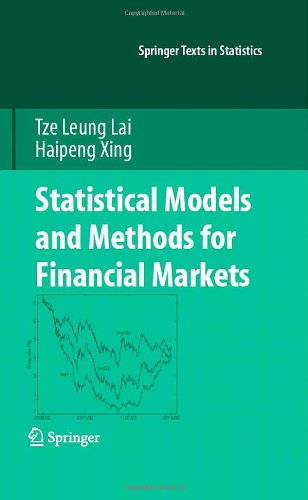 Springer Texts in Statistics
Tze Leung Lai
Haipeng Xing
Statistical Models
and Methods for
Financial Markets
Springer